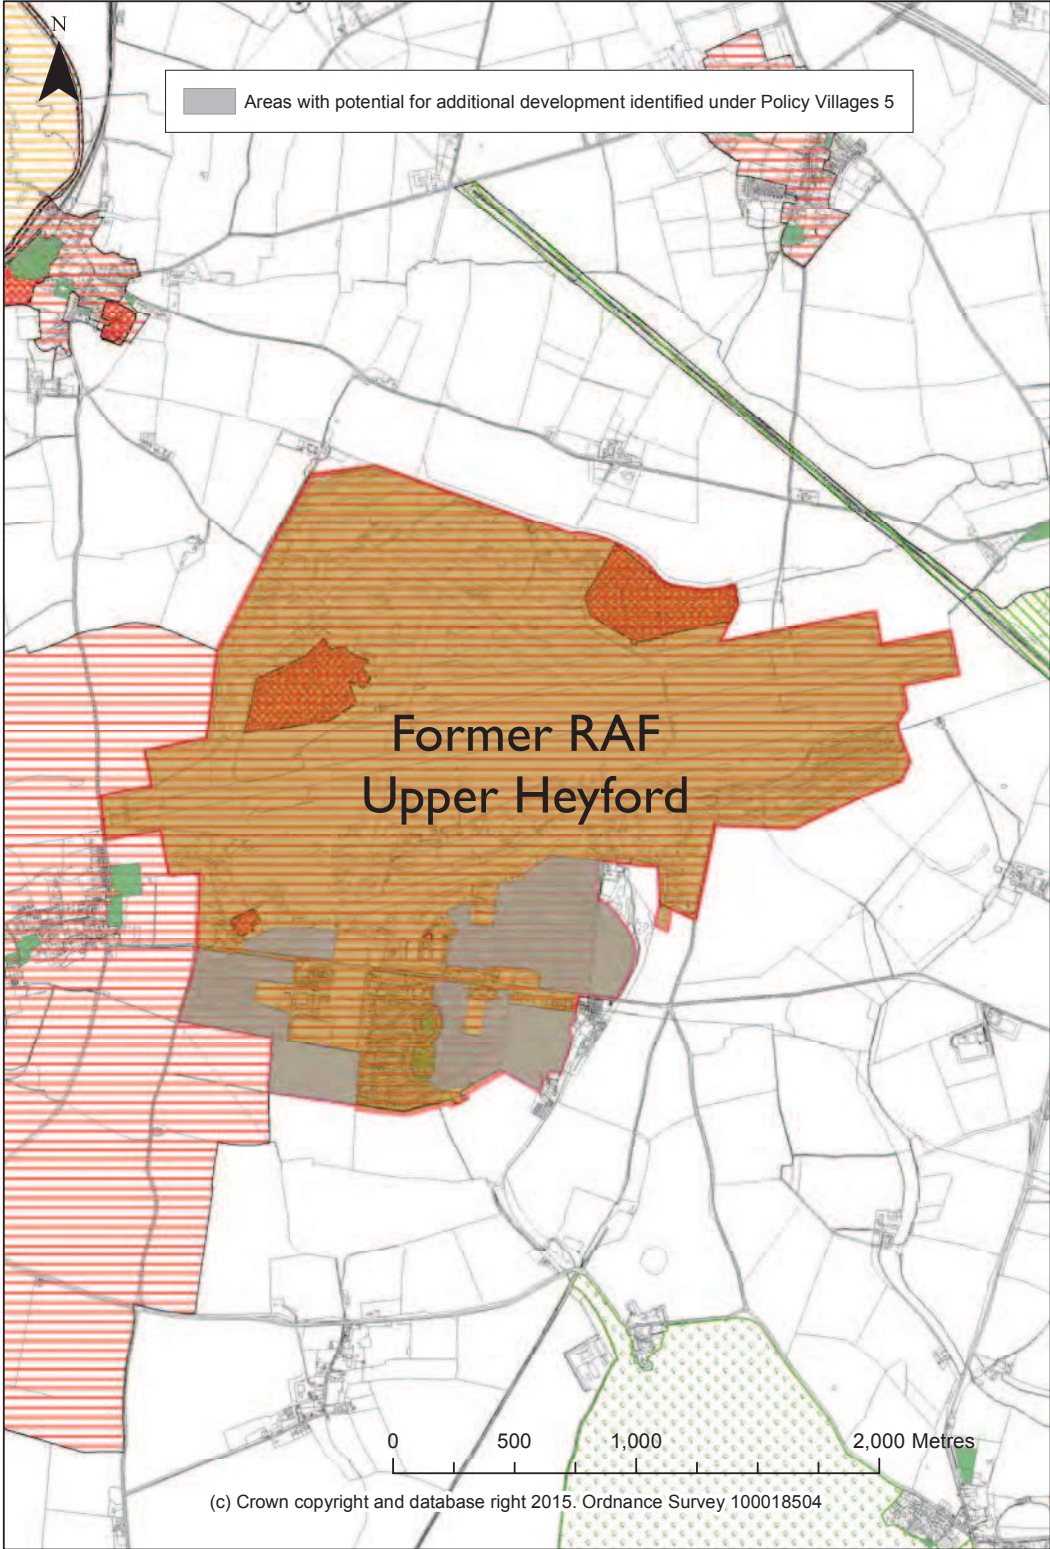 N
Areas with potential for additional development identified under Policy Villages 5
Former RAF
Upper Heyford
0 500 1,000 2,000 Metres
(c) Crown copyright and database right 2015. Ordnance Survey 100018504